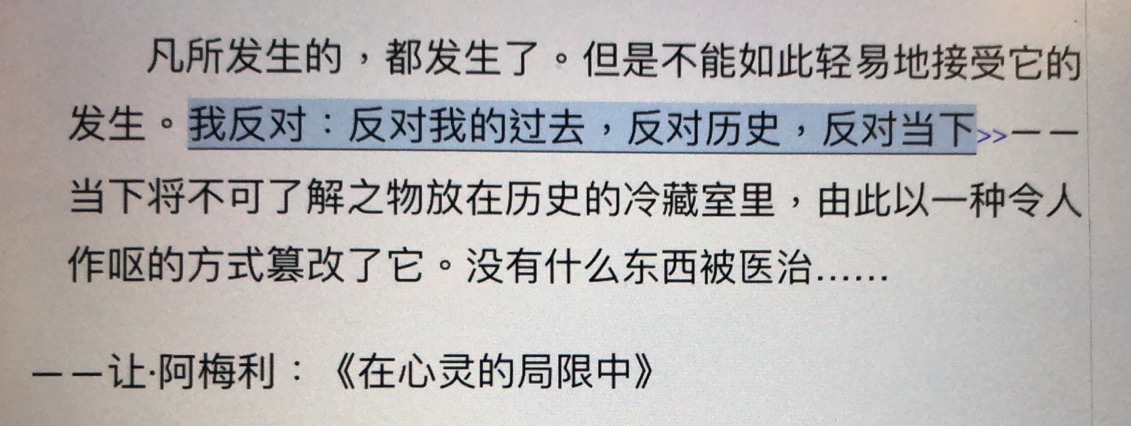 凡所发生的，都发生了。但是不能如此轻易地接受它的
发生。我反对：反对我的过去，反对历史，反对当下>>——
当下将不可了解之物放在历史的冷藏室里，由此以一种令人
作呕的方式篡改了它。没有什么东西被医治……
——让·阿梅利：《在心灵的局限中》